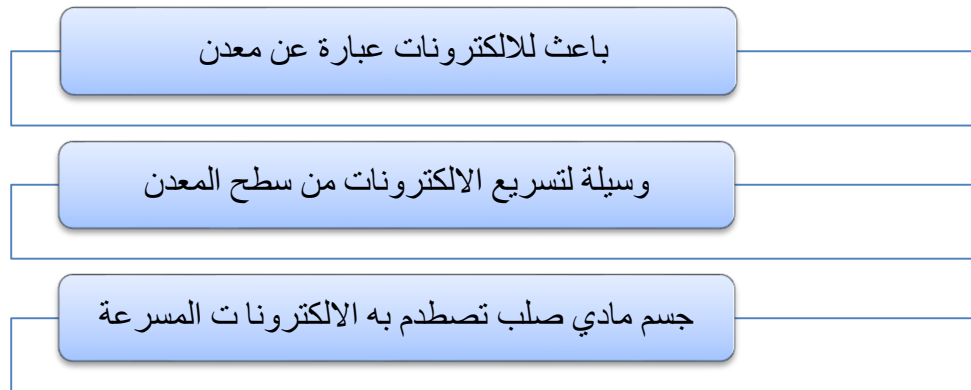 باعث للالكترونات عبارة عن معدن
وسيلة لتسريع الالكترونات من سطح المعدن
جسم مادي صلب تصطدم به الالكترونا ت المسرعة